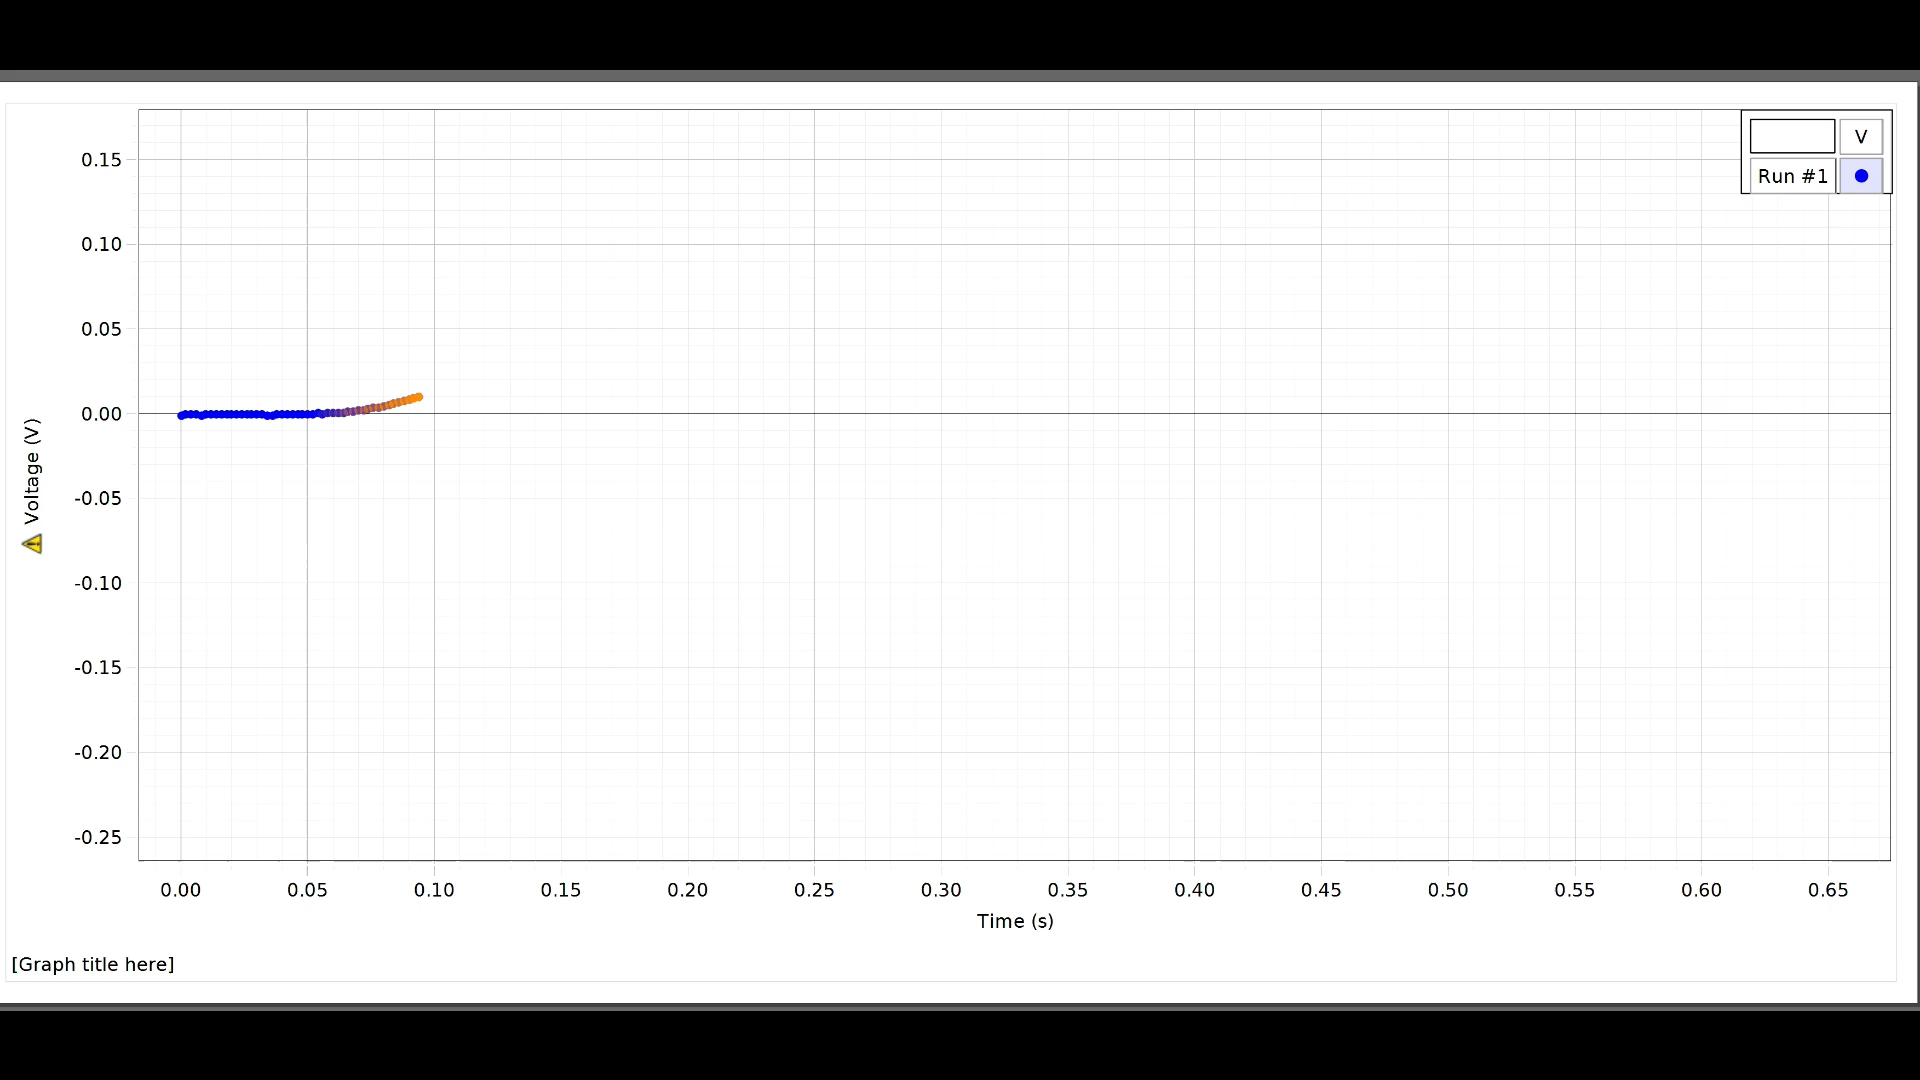 V
Run #1
0.15
0.10
0.05
0.00
-0.05
-0.10
-0.15
-0.20
-0.25
Voltage (V)
0.00 0.05 0.10 0.15 0.20 0.25 0.30 0.35 0.40 0.45 0.50 0.55 0.60 0.65
Time (s)
[Graph title here]